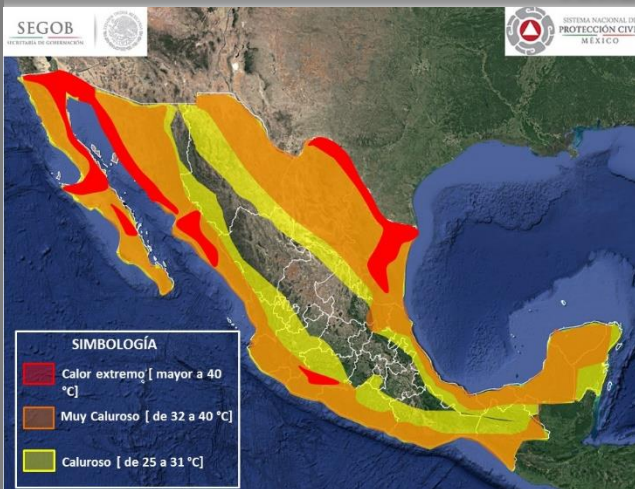 SEGOB
SECRETARÍA DE GOBERNACIÓN
SISTEMA NACIONAL DE
PROTECCIÓN CIVI
MÉXICO
SIMBOLOGÍA
Calor extremo [ mayor a 40
°C]
Muy Caluroso [ de 32 a 40 °C]
Caluroso [ de 25 a 31 °C]